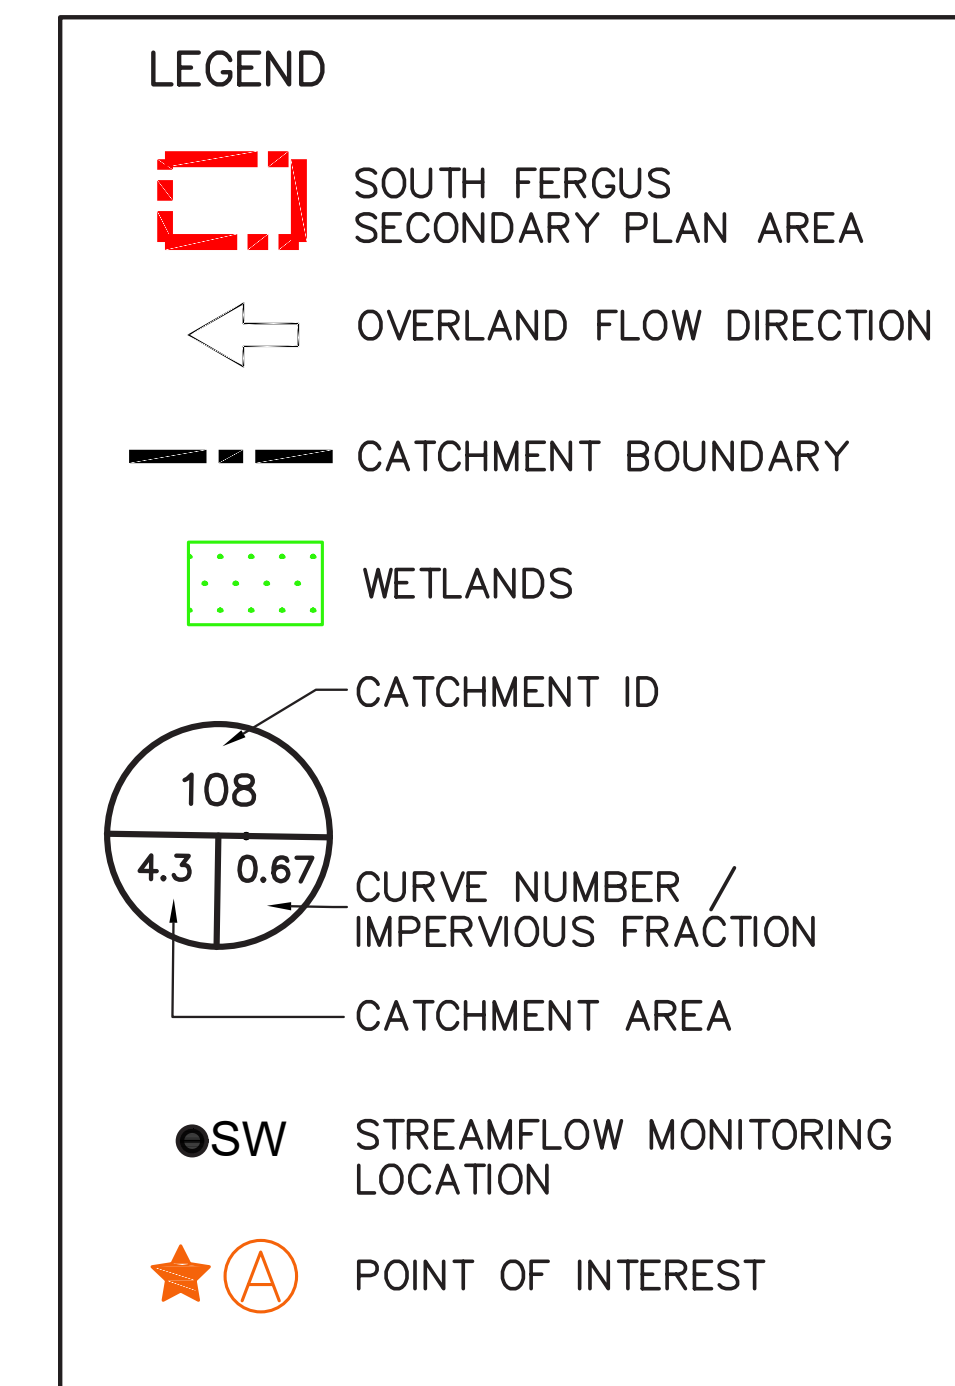 LEGEND
SOUTH FERGUS
SECONDARY PLAN AREA
OVERLAND FLOW DIRECTION
CATCHMENT BOUNDARY
WETLANDS
CATCHMENT ID
108
4.3 0.67
CURVE NUMBER /
IMPERVIOUS FRACTION
CATCHMENT AREA
SW STREAMFLOW MONITORING
LOCATION
A POINT OF INTEREST